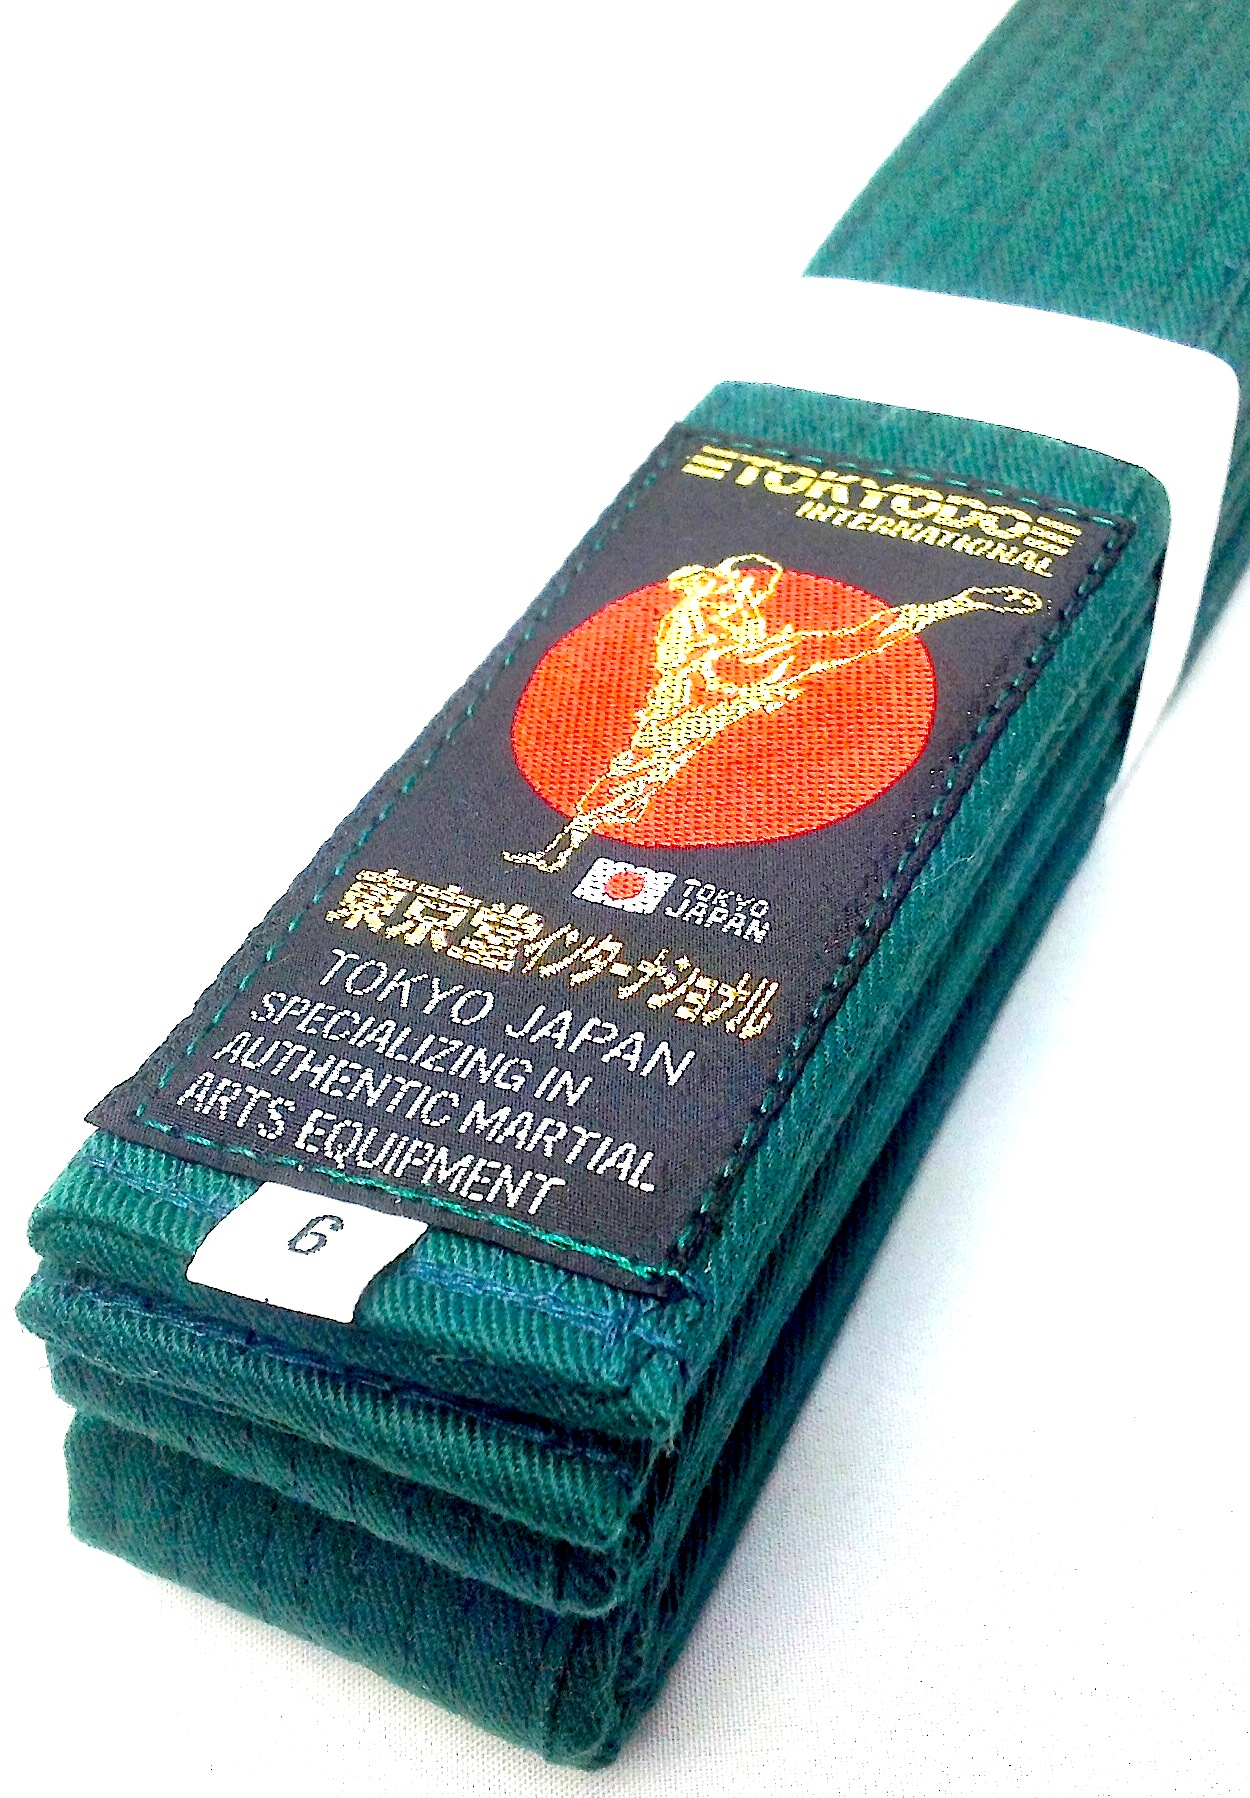 TOKYODO
INTERNATIONAL
TOKYO
JAPAN
東京堂インターナショナル
TOKYO JAPAN
SPECIALIZING IN
AUTHENTIC MARTIAL
ARTS EQUIPMENT
6